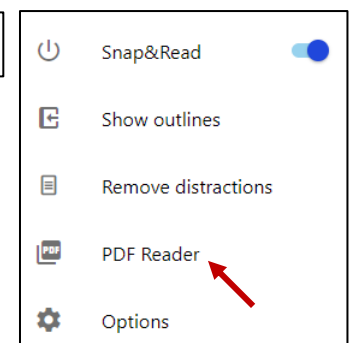 Snap&Read
Show outlines
Remove distractions
PDF
PDF Reader
Options